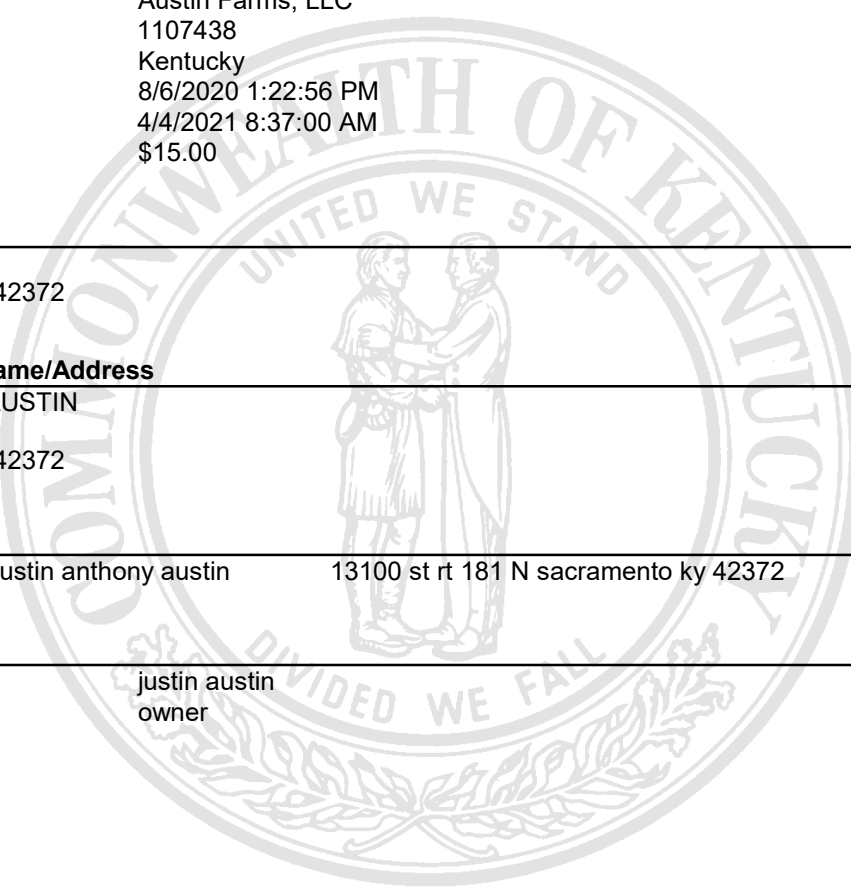 Austin Farms, LLC
1107438
Kentucky
8/6/2020 1:22:56 PM
4/4/2021 8:37:00 AM
$15.00
42372
ame/Address
USTIN
42372
ustin anthony austin 13100 st rt 181 N sacramento ky 42372
justin austin
owner
COMMONWEALTH OF KENTUCKY
UNITED WE STAND
DIVIDED WE FALL